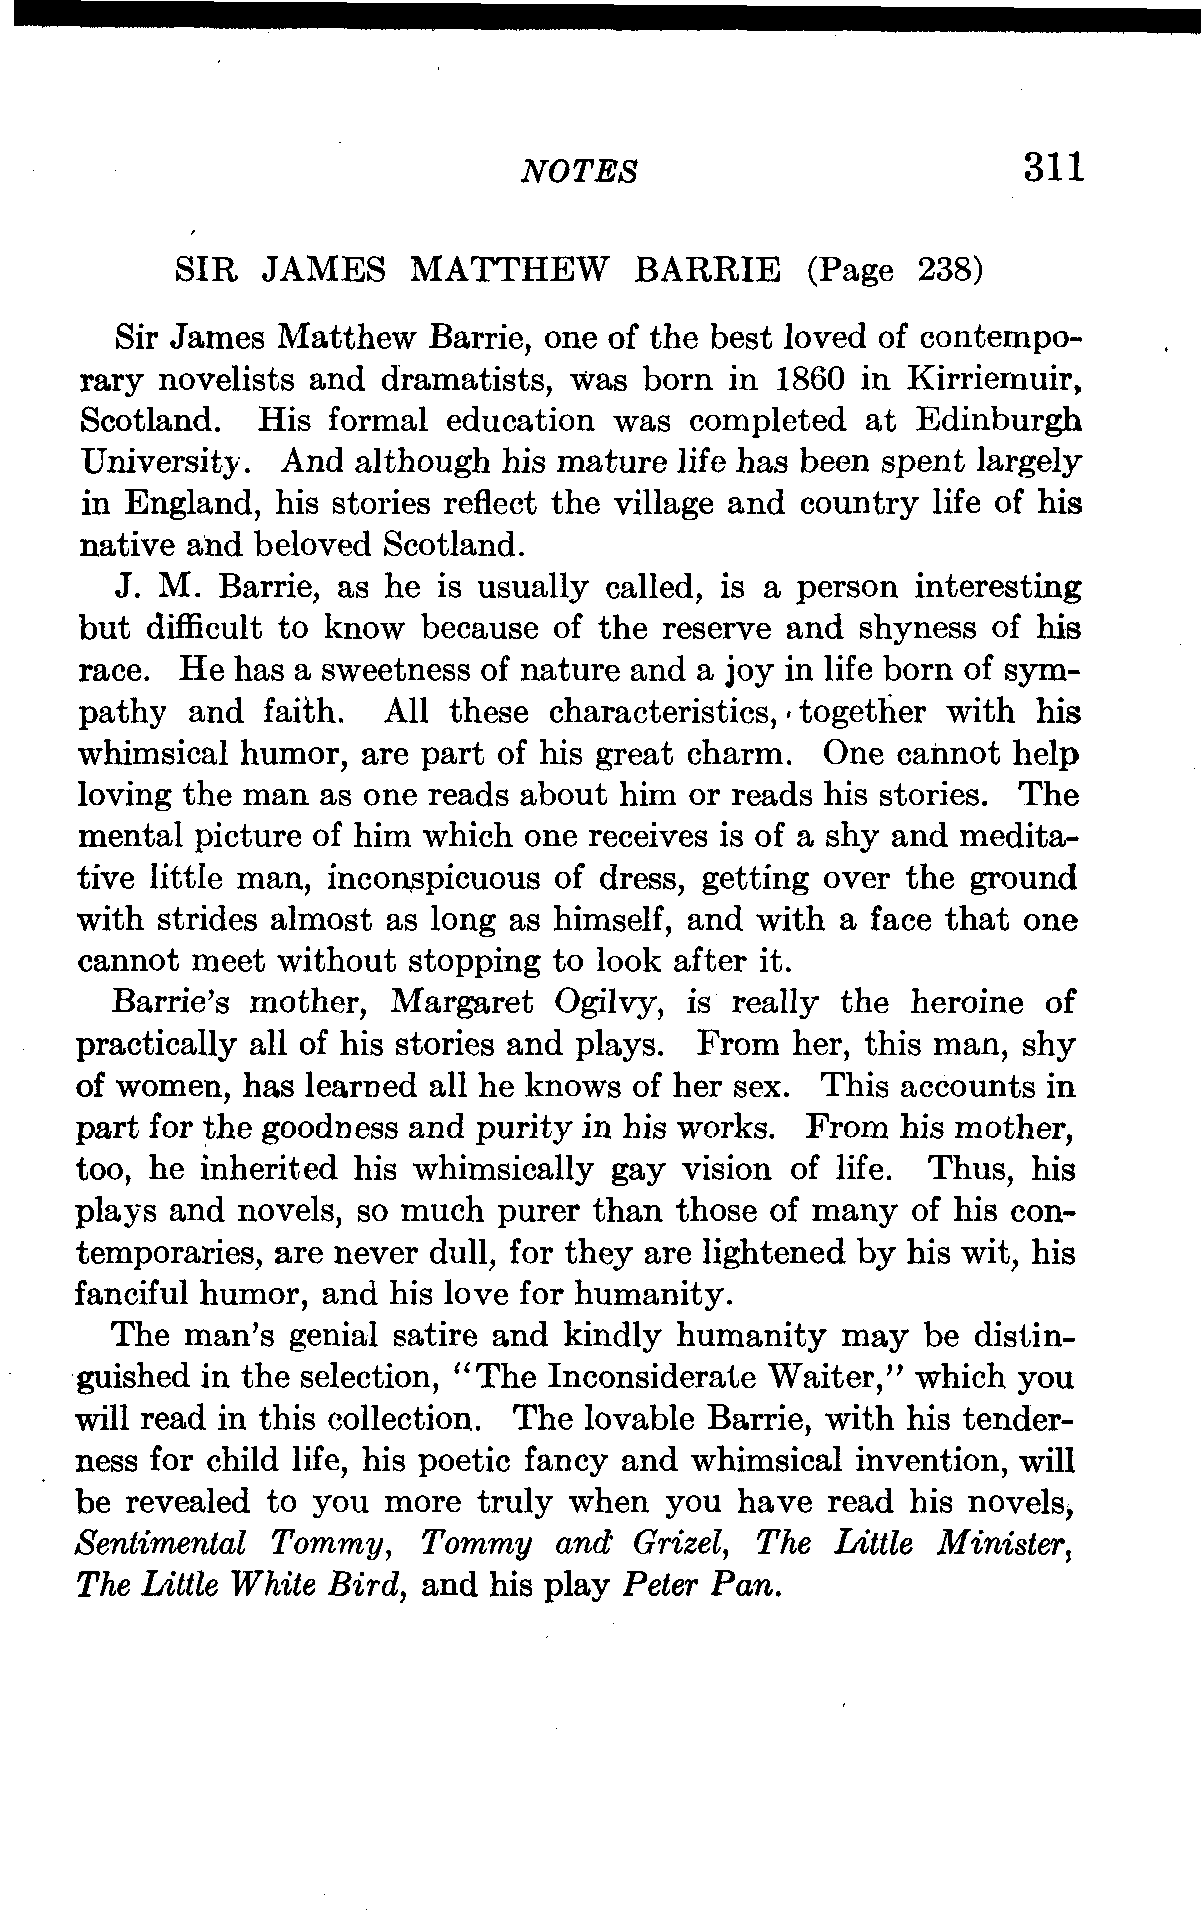 NOTES 311
SIR JAMES MATTHEW BARRIE (Page 238)
Sir James Matthew Barrie, one of the best loved of contempo-
rary novelists and dramatists, was born in 1860 in Kirriemuir,
Scotland. His formal education was completed at Edinburgh
University. And although his mature life has been spent largely
in England, his stories reflect the village and country life of his
native and beloved Scotland.
J. M. Barrie, as he is usually called, is a person interesting
but difficult to know because of the reserve and shyness of his
race. He has a sweetness of nature and a joy in life born of sym-
pathy and faith. All these characteristics, together with his
whimsical humor, are part of his great charm. One cannot help
loving the man as one reads about him or reads his stories. The
mental picture of him which one receives is of a shy and medita-
tive little man, inconspicuous of dress, getting over the ground
with strides almost as long as himself, and with a face that one
cannot meet without stopping to look after it.
Barrie's mother, Margaret Ogilvy, is really the heroine of
practically all of his stories and plays. From her, this man, shy
of women, has learned all he knows of her sex. This accounts in
part for the goodness and purity in his works. From his mother,
too, he inherited his whimsically gay vision of life. Thus, his
plays and novels, so much purer than those of many of his con-
temporaries, are never dull, for they are lightened by his wit, his
fanciful humor, and his love for humanity.
The man's genial satire and kindly humanity may be distin-
guished in the selection, "The Inconsiderate Waiter," which you
will read in this collection. The lovable Barrie, with his tender-
ness for child life, his poetic fancy and whimsical invention, will
be revealed to you more truly when you have read his novels,
Sentimental Tommy, Tommy and Grizel, The Little Minister,
The Little White Bird, and his play Peter Pan.